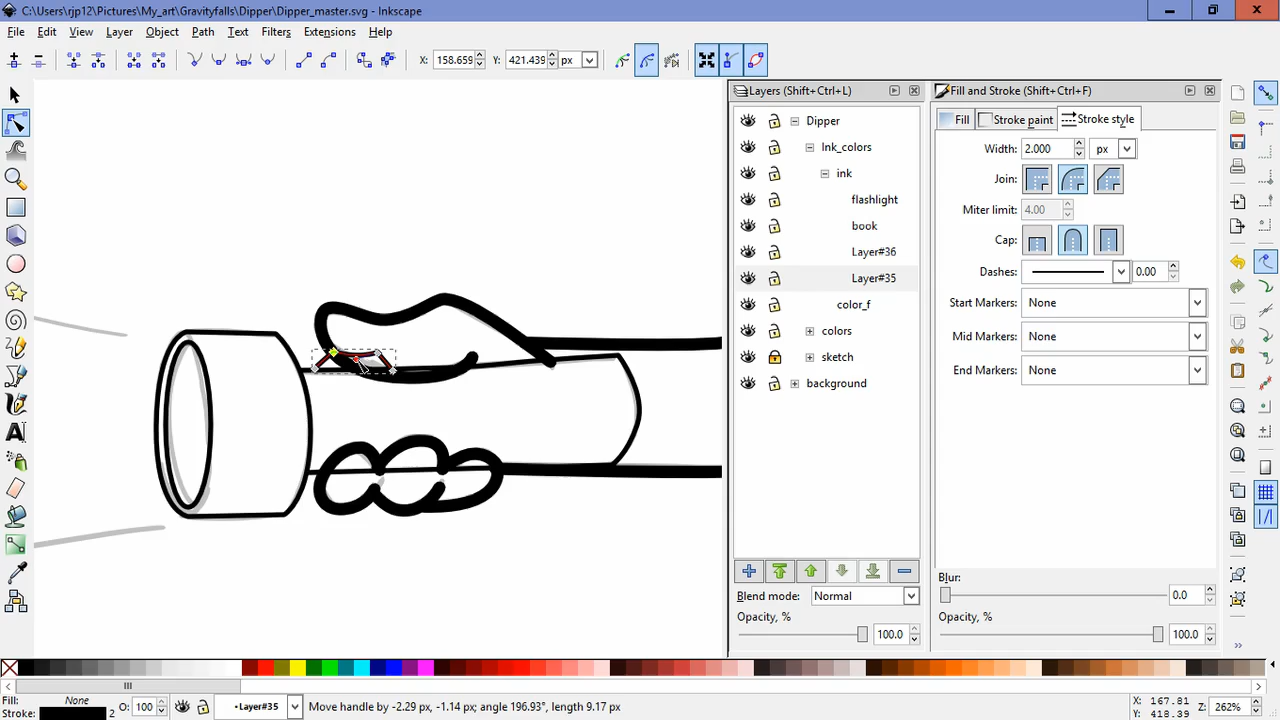 C:\Users\rjp12\Pictures\My_art\Gravityfalls\Dipper\Dipper_master.svg - Inkscape
File Edit View Layer Object Path Text Filters Extensions Help
X: 158.659 Y: 421.439 px
Layers (Shift+Ctrl+L)
Dipper
Ink_colors
ink
flashlight
book
Layer#36
Layer#35
color_f
colors
sketch
background
Blend mode: Normal
Opacity, %
100.0
Fill and Stroke (Shift+Ctrl+F)
Fill Stroke paint Stroke style
Width: 2.000 px
Join:
Miter limit: 4.00
Cap:
Dashes: 0.00
Start Markers: None
Mid Markers: None
End Markers: None
Blur:
0.0
Opacity, %
100.0
Fill: None
Stroke: 2
O: 100
•Layer#35
Move handle by -2.29 px, -1.14 px; angle 196.93°, length 9.17 px
X: 167.81
Y: 418.39
Z: 262%